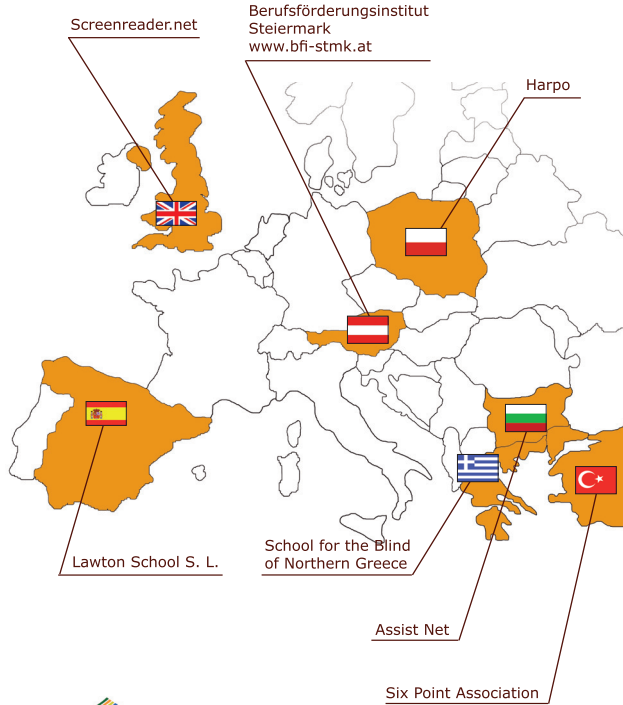 Screenreader.net
Berufsförderungsinstitut
Steiermark
www.bfi-stmk.at
Harpo
Lawton School S. L.
School for the Blind
of Northern Greece
Assist Net
Six Point Association